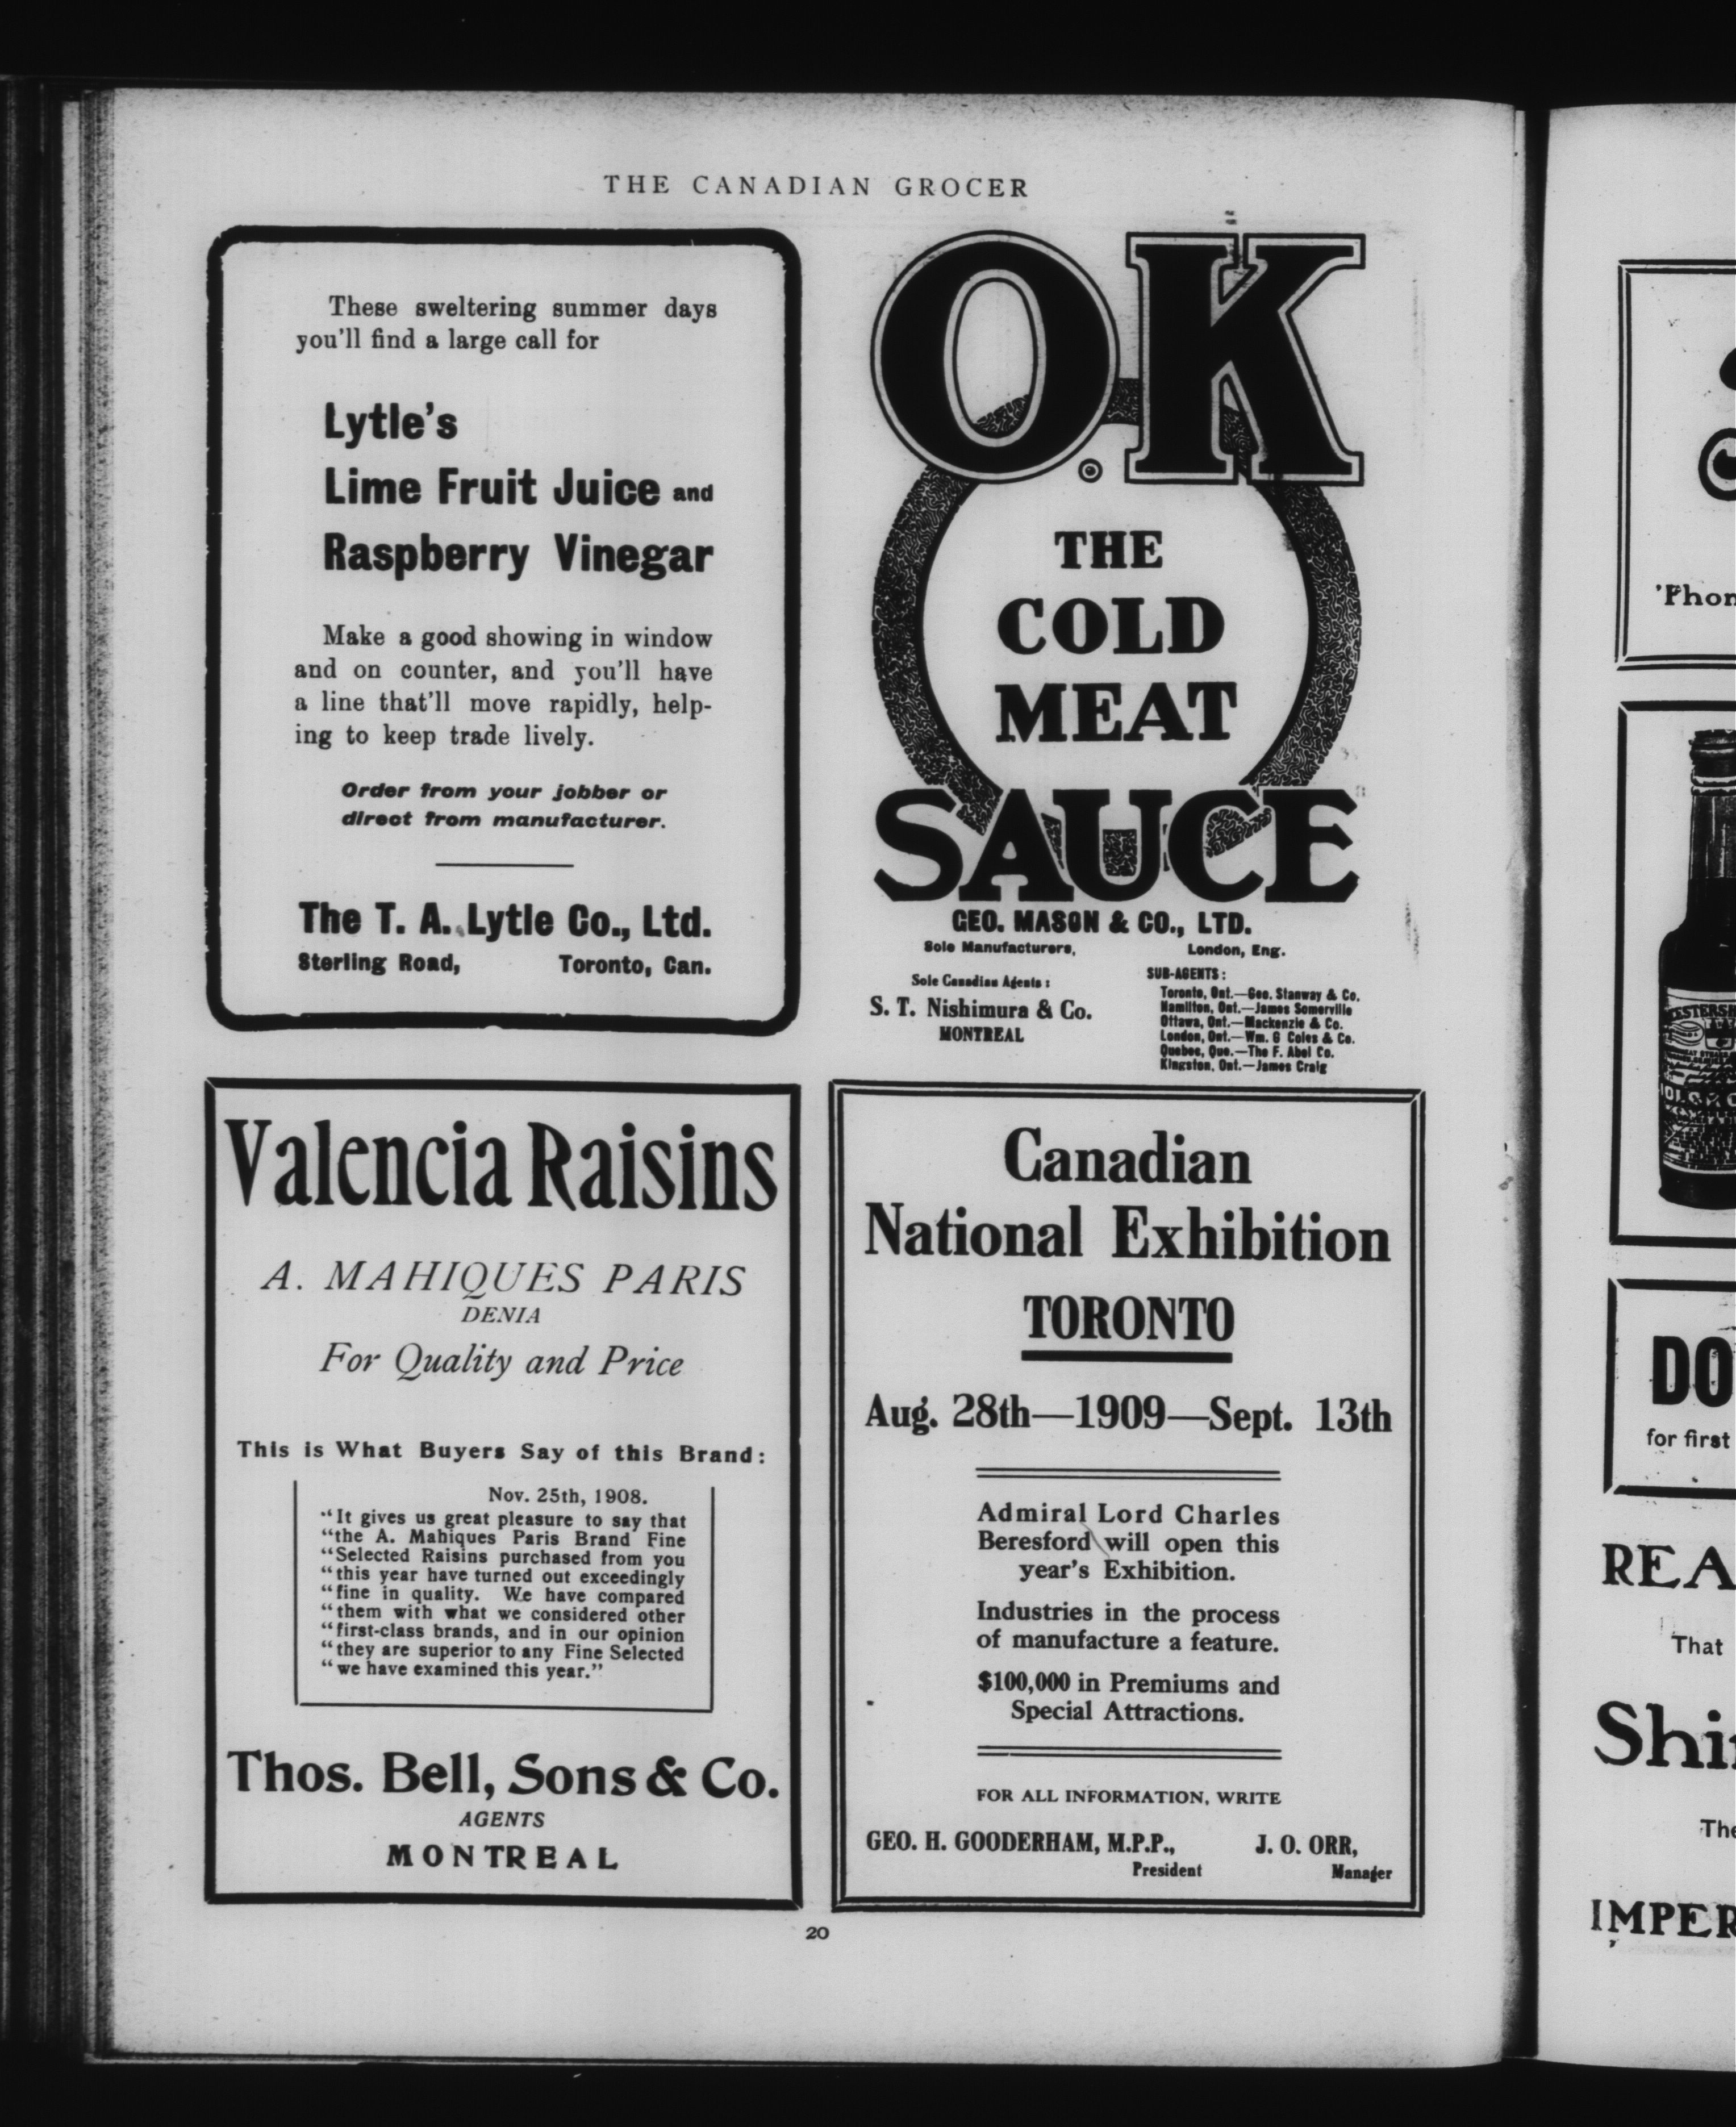 THE CANADIAN GROCER
These sweltering summer days
you'll find a large call for
Lytle's
Lime Fruit Juice and
Raspberry Vinegar
Make a good showing in window
and on counter, and you'll have
a line that'll move rapidly, help-
ing to keep trade lively.
Order from your jobber or
direct from manufacturer.
The T. A. Lytle Co., Ltd.
Sterling Road, Toronto, Can.
O.K
THE
COLD
MEAT
SAUCE
GEO. MASON & CO., LTD.
Sole Manufacturers, London, Eng.
Sole Canadian Agents:
S. T. Nishimura & Co.
MONTREAL
SUB-AGENTS:
Toronto, Ont.—Geo. Stanway & Co.
Hamilton, Ont.—James Somerville
Ottawa, Ont.—Mackenzie & Co.
London, Ont.—Wm. G Coles & Co.
Quebec, Que.—The F. Abel Co.
Kingston, Ont.—James Craig
Valencia Raisins
A. MAHIQUES PARIS
DENIA
For Quality and Price
This is What Buyers Say of this Brand:
Nov. 25th, 1908.
"It gives us great pleasure to say that
"the A. Mahiques Paris Brand Fine
"Selected Raisins purchased from you
"this year have turned out exceedingly
"fine in quality. We have compared
"them with what we considered other
"first-class brands, and in our opinion
"they are superior to any Fine Selected
"we have examined this year."
Thos. Bell, Sons & Co.
AGENTS
MONTREAL
Canadian
National Exhibition
TORONTO
Aug. 28th—1909—Sept. 13th
Admiral Lord Charles
Beresford will open this
year's Exhibition.
Industries in the process
of manufacture a feature.
$100,000 in Premiums and
Special Attractions.
FOR ALL INFORMATION, WRITE
GEO. H. GOODERHAM, M.P.P., J. O. ORR,
President Manager
20
'Phon
DO
for first
REA
That
Shi
The
IMPER